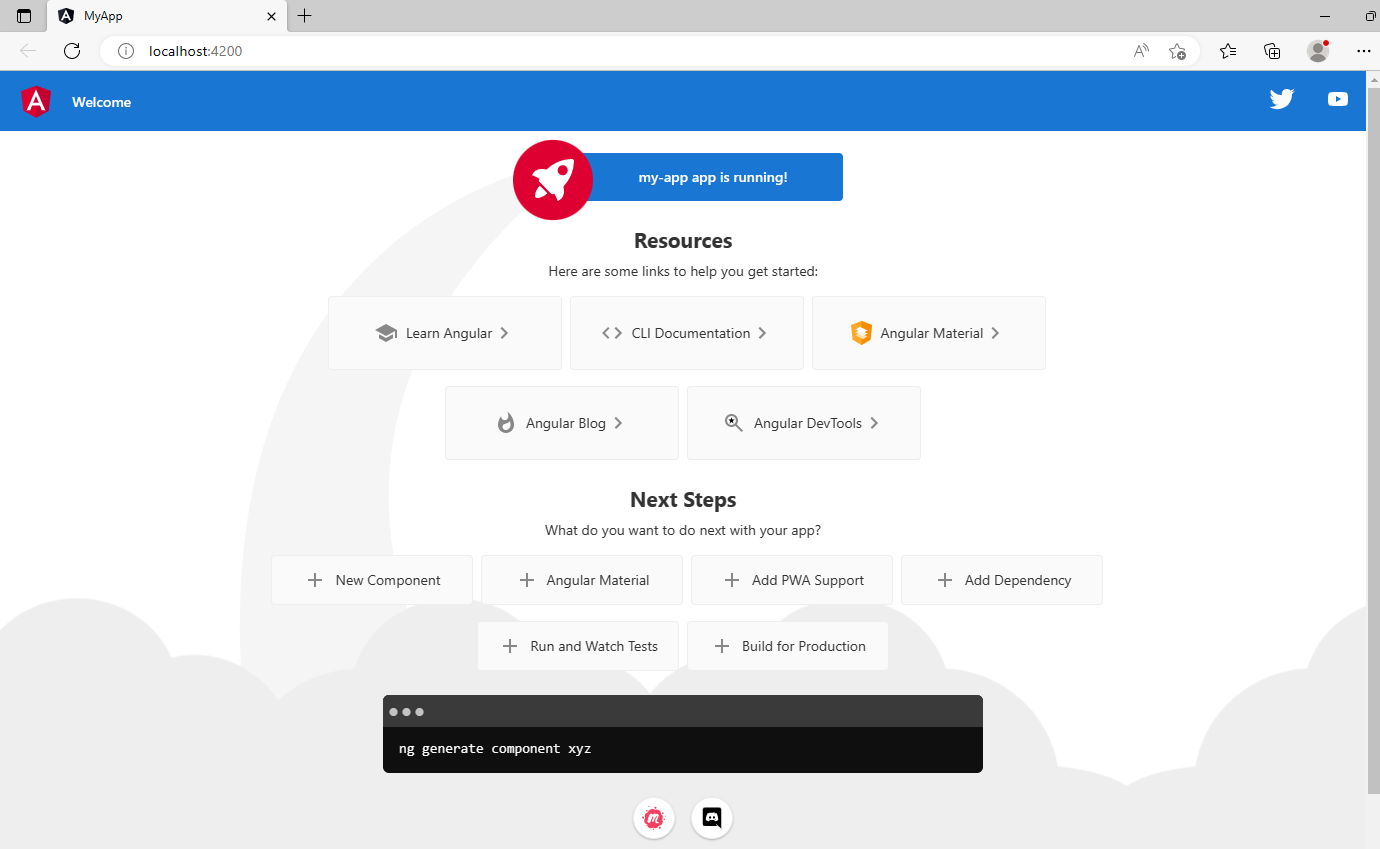 MyApp
localhost:4200
Welcome
my-app app is running!
Resources
Here are some links to help you get started:
Learn Angular
CLI Documentation
Angular Material
Angular Blog
Angular DevTools
Next Steps
What do you want to do next with your app?
New Component
Angular Material
Add PWA Support
Add Dependency
Run and Watch Tests
Build for Production
ng generate component xyz